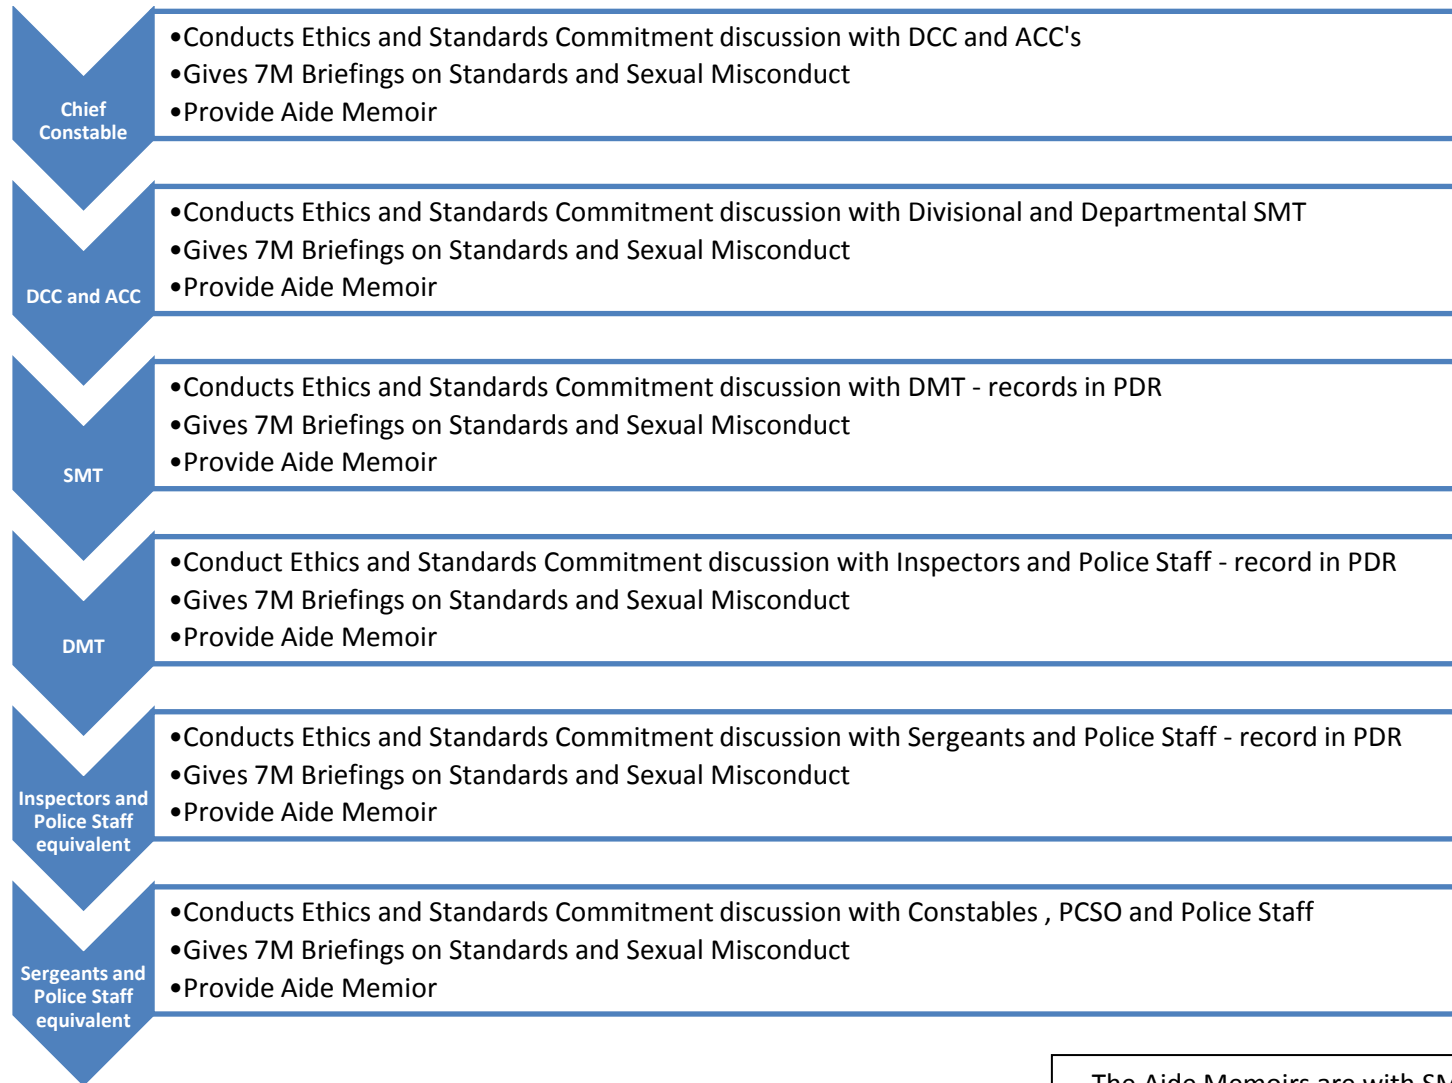 Chief
Constable
•Conducts Ethics and Standards Commitment discussion with DCC and ACC's
•Gives 7M Briefings on Standards and Sexual Misconduct
•Provide Aide Memoir
DCC and ACC
•Conducts Ethics and Standards Commitment discussion with Divisional and Departmental SMT
•Gives 7M Briefings on Standards and Sexual Misconduct
•Provide Aide Memoir
SMT
•Conducts Ethics and Standards Commitment discussion with DMT - records in PDR
•Gives 7M Briefings on Standards and Sexual Misconduct
•Provide Aide Memoir
DMT
•Conduct Ethics and Standards Commitment discussion with Inspectors and Police Staff - record in PDR
•Gives 7M Briefings on Standards and Sexual Misconduct
•Provide Aide Memoir
Inspectors and
Police Staff
equivalent
•Conducts Ethics and Standards Commitment discussion with Sergeants and Police Staff - record in PDR
•Gives 7M Briefings on Standards and Sexual Misconduct
•Provide Aide Memoir
Sergeants and
Police Staff
equivalent
•Conducts Ethics and Standards Commitment discussion with Constables , PCSO and Police Staff
•Gives 7M Briefings on Standards and Sexual Misconduct
•Provide Aide Memior
The Aide Memoirs are with